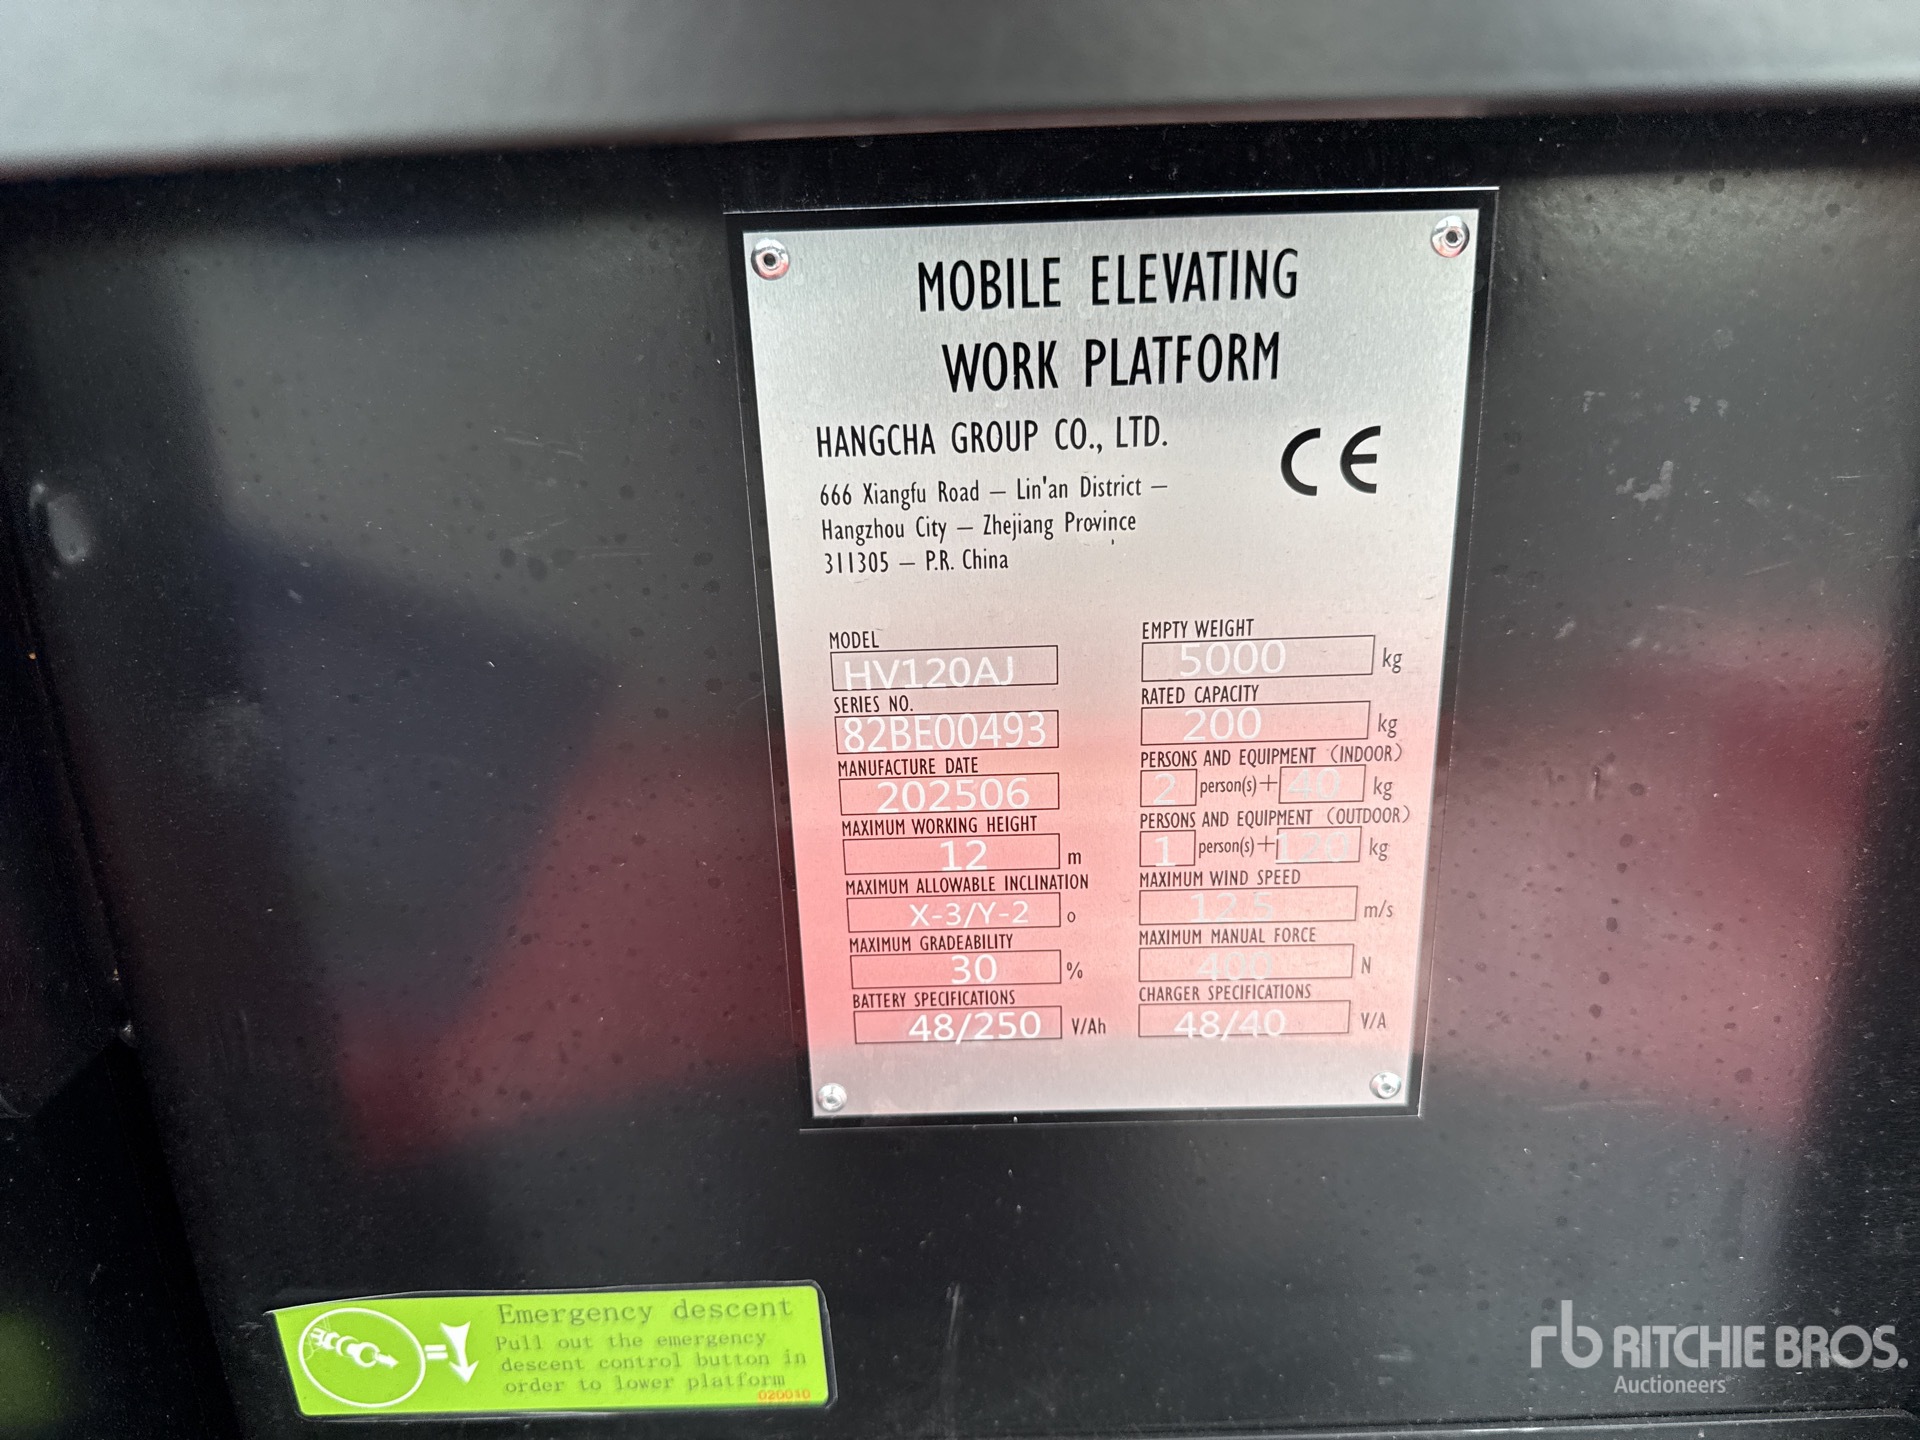 MOBILE ELEVATING
WORK PLATFORM
HANGCHA GROUP CO., LTD.
CE
666 Xiangfu Road – Lin'an District –
Hangzhou City – Zhejiang Province
311305 – P.R. China
MODEL
HV120AJ
SERIES NO.
82BE00493
MANUFACTURE DATE
202506
MAXIMUM WORKING HEIGHT
12 m
MAXIMUM ALLOWABLE INCLINATION
X-3/Y-2 o
MAXIMUM GRADEABILITY
30 %
BATTERY SPECIFICATIONS
48/250 V/Ah
EMPTY WEIGHT
5000 kg
RATED CAPACITY
200 kg
PERSONS AND EQUIPMENT (INDOOR)
2 person(s)+ 40 kg
PERSONS AND EQUIPMENT (OUTDOOR)
1 person(s)+ 120 kg
MAXIMUM WIND SPEED
12.5 m/s
MAXIMUM MANUAL FORCE
400 N
CHARGER SPECIFICATIONS
48/40 V/A
Emergency descent
Pull out the emergency
descent control button in
order to lower platform
020040
rb RITCHIE BROS.
Auctioneers